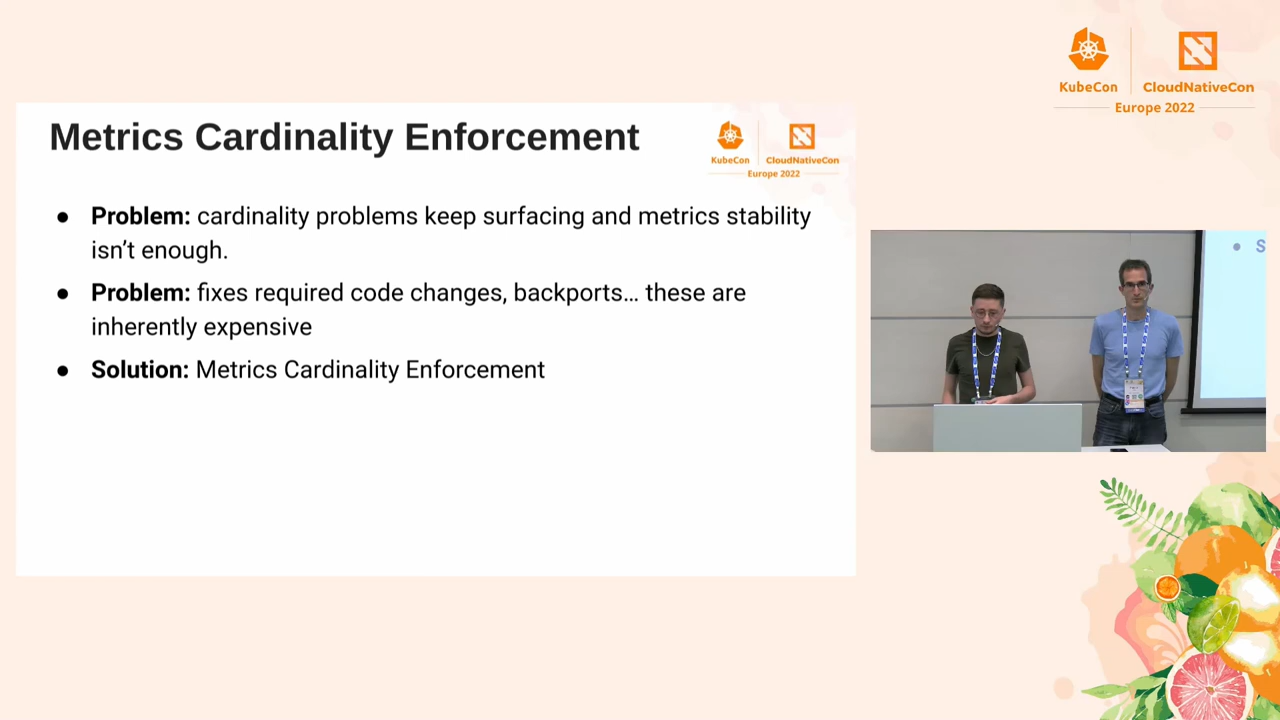 KubeCon
CloudNativeCon
Europe 2022
Metrics Cardinality Enforcement
KubeCon
CloudNativeCon
Europe 2022
● Problem: cardinality problems keep surfacing and metrics stability
isn’t enough.
● Problem: fixes required code changes, backports… these are
inherently expensive
● Solution: Metrics Cardinality Enforcement
● S